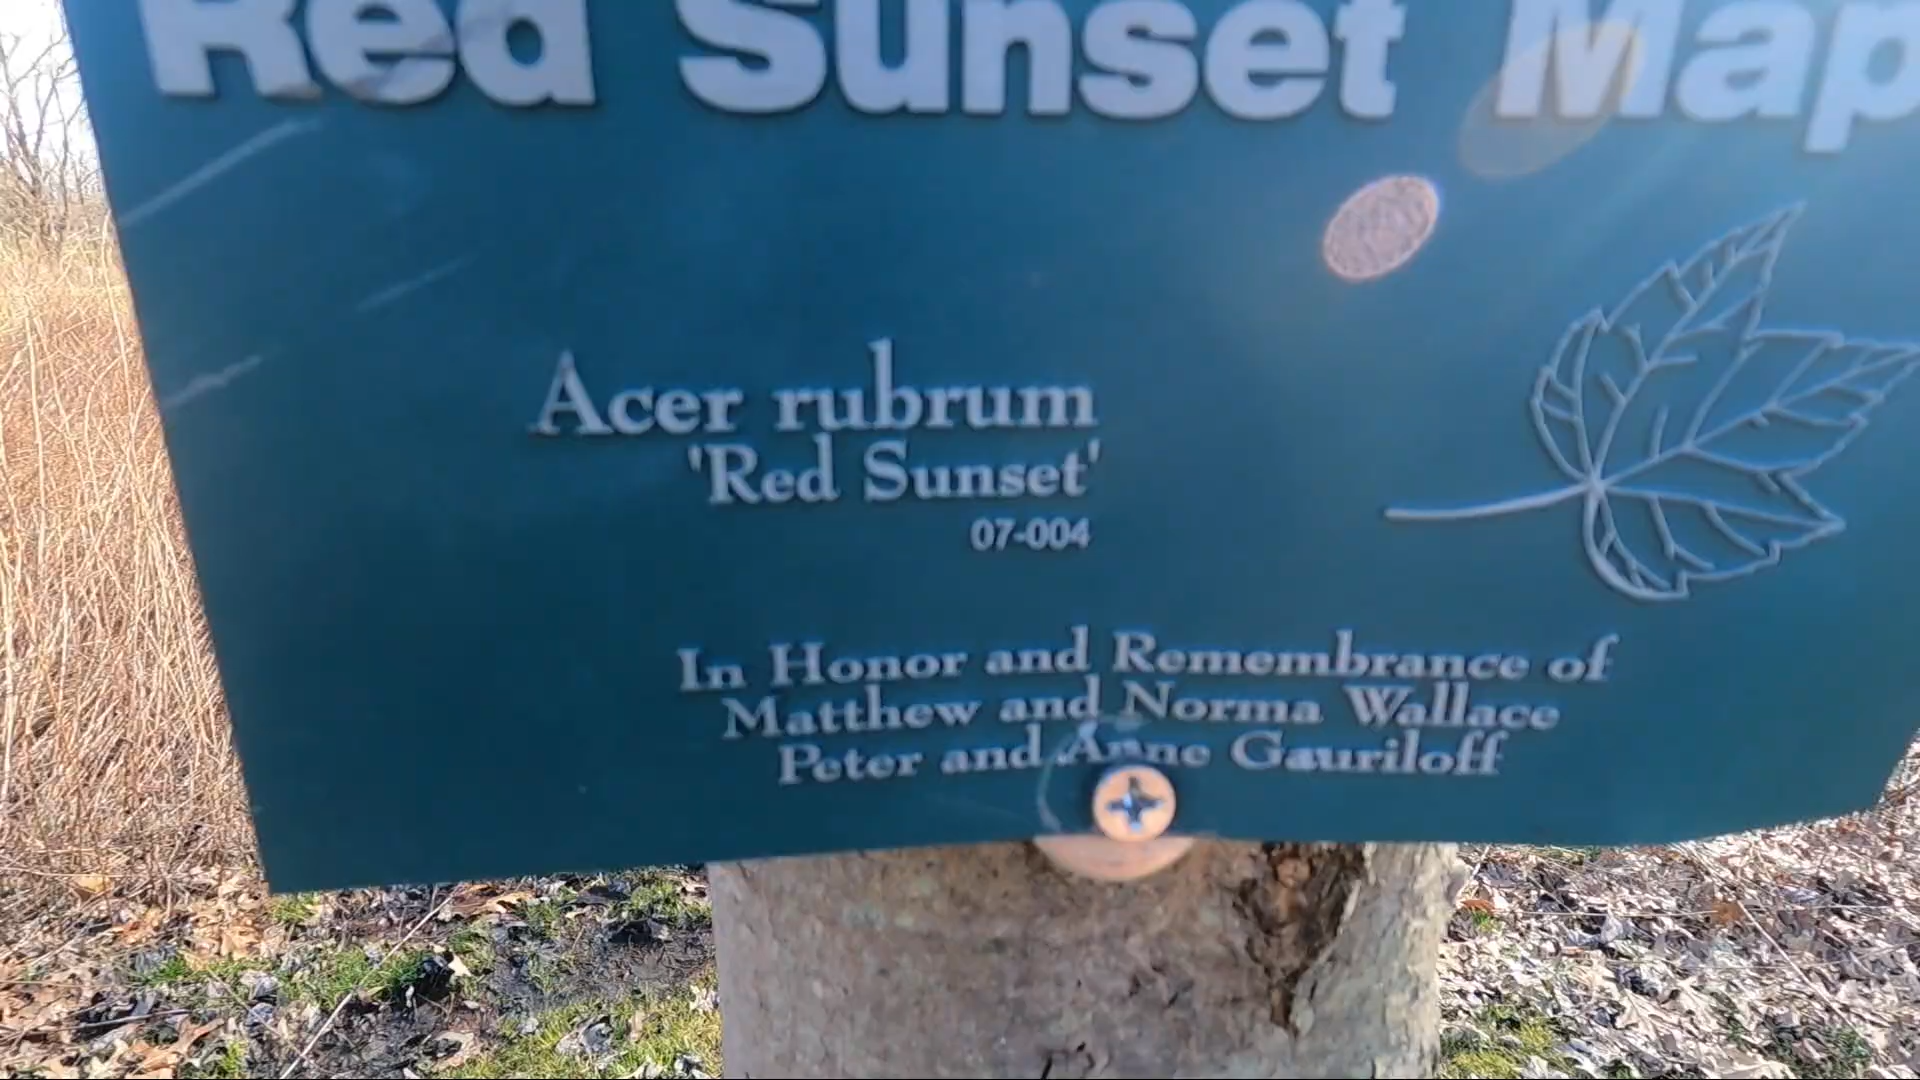 Red Sunset Map
Acer rubrum
'Red Sunset'
07-004
In Honor and Remembrance of
Matthew and Norma Wallace
Peter and Anne Gauriloff